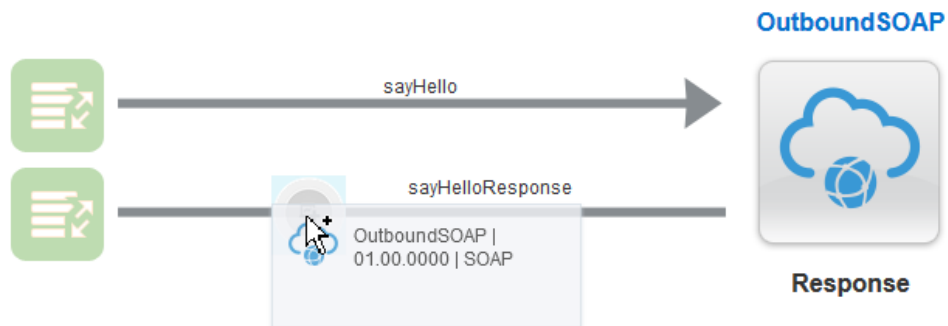 OutboundSOAP
sayHello
sayHelloResponse
OutboundSOAP |
01.00.0000 | SOAP
Response